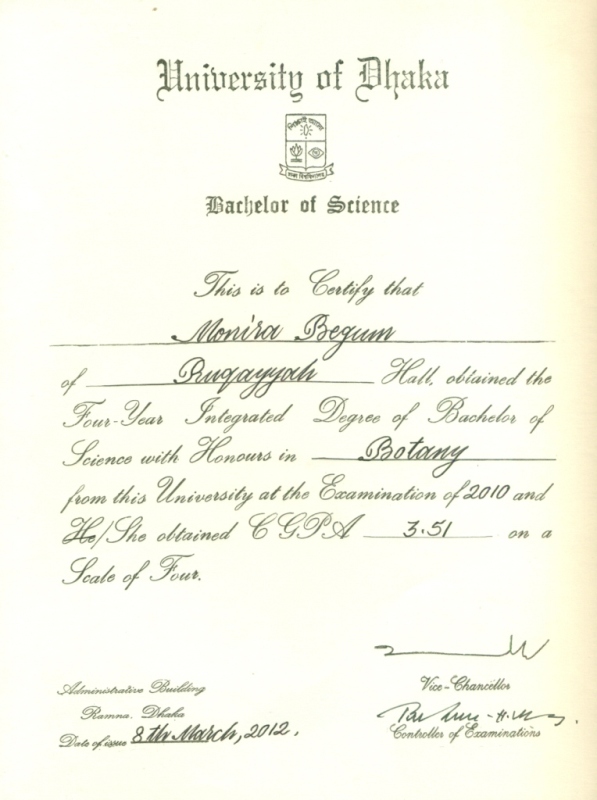 University of Dhaka
শিক্ষাই আলো
ঢাকা বিশ্ববিদ্যালয়
Bachelor of Science
This is to Certify that
Monira Begum
of Ruqayyah Hall, obtained the
Four-Year Integrated Degree of Bachelor of
Science with Honours in Botany
from this University at the Examination of 2010 and
He/She obtained CGPA 3.51 on a
Scale of Four.
Administrative Building
Ramna, Dhaka
Date of issue 8th March, 2012.
Vice-Chancellor
Controller of Examinations